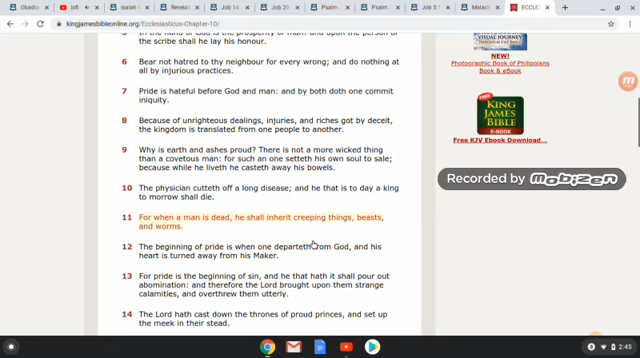 Obadia
Isaiah
Revelat
Job 14
Job 20
Psalm
Psalm
Job 5:1
Malach
ECCLES
kingjamesbibleonline.org/Ecclesiasticus-Chapter-10/
5 In the hand of God is the prosperity of man: and upon the person of
the scribe shall he lay his honour.
6 Bear not hatred to thy neighbour for every wrong; and do nothing at
all by injurious practices.
7 Pride is hateful before God and man: and by both doth one commit
iniquity.
8 Because of unrighteous dealings, injuries, and riches got by deceit,
the kingdom is translated from one people to another.
9 Why is earth and ashes proud? There is not a more wicked thing
than a covetous man: for such an one setteth his own soul to sale;
because while he liveth he casteth away his bowels.
10 The physician cutteth off a long disease; and he that is to day a king
to morrow shall die.
11 For when a man is dead, he shall inherit creeping things, beasts,
and worms.
12 The beginning of pride is when one departeth from God, and his
heart is turned away from his Maker.
13 For pride is the beginning of sin, and he that hath it shall pour out
abomination: and therefore the Lord brought upon them strange
calamities, and overthrew them utterly.
14 The Lord hath cast down the thrones of proud princes, and set up
the meek in their stead.
VISUAL JOURNEY
NEW!
Photographic Book of Philippians
Book & eBook
FREE
KING
JAMES
BIBLE
E-BOOK
Free KJV Ebook Download...
Recorded by mobizen
2:45